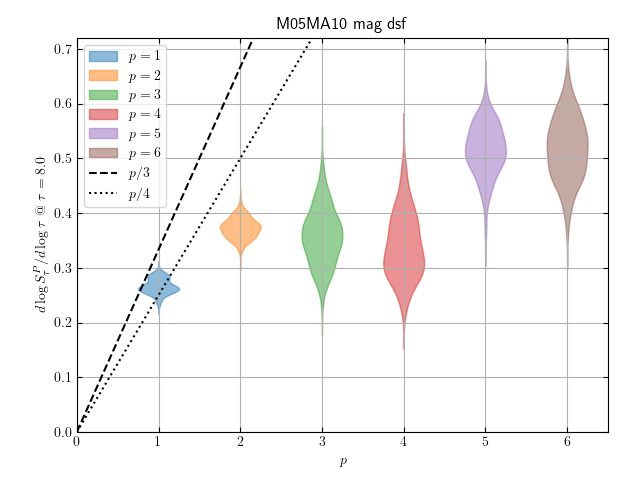 M05MA10 mag dsf
0.7
0.6
0.5
0.4
0.3
0.2
0.1
0.0
d log S_τ^P / d log τ @ τ = 8.0
p = 1
p = 2
p = 3
p = 4
p = 5
p = 6
p/3
p/4
0 1 2 3 4 5 6
p